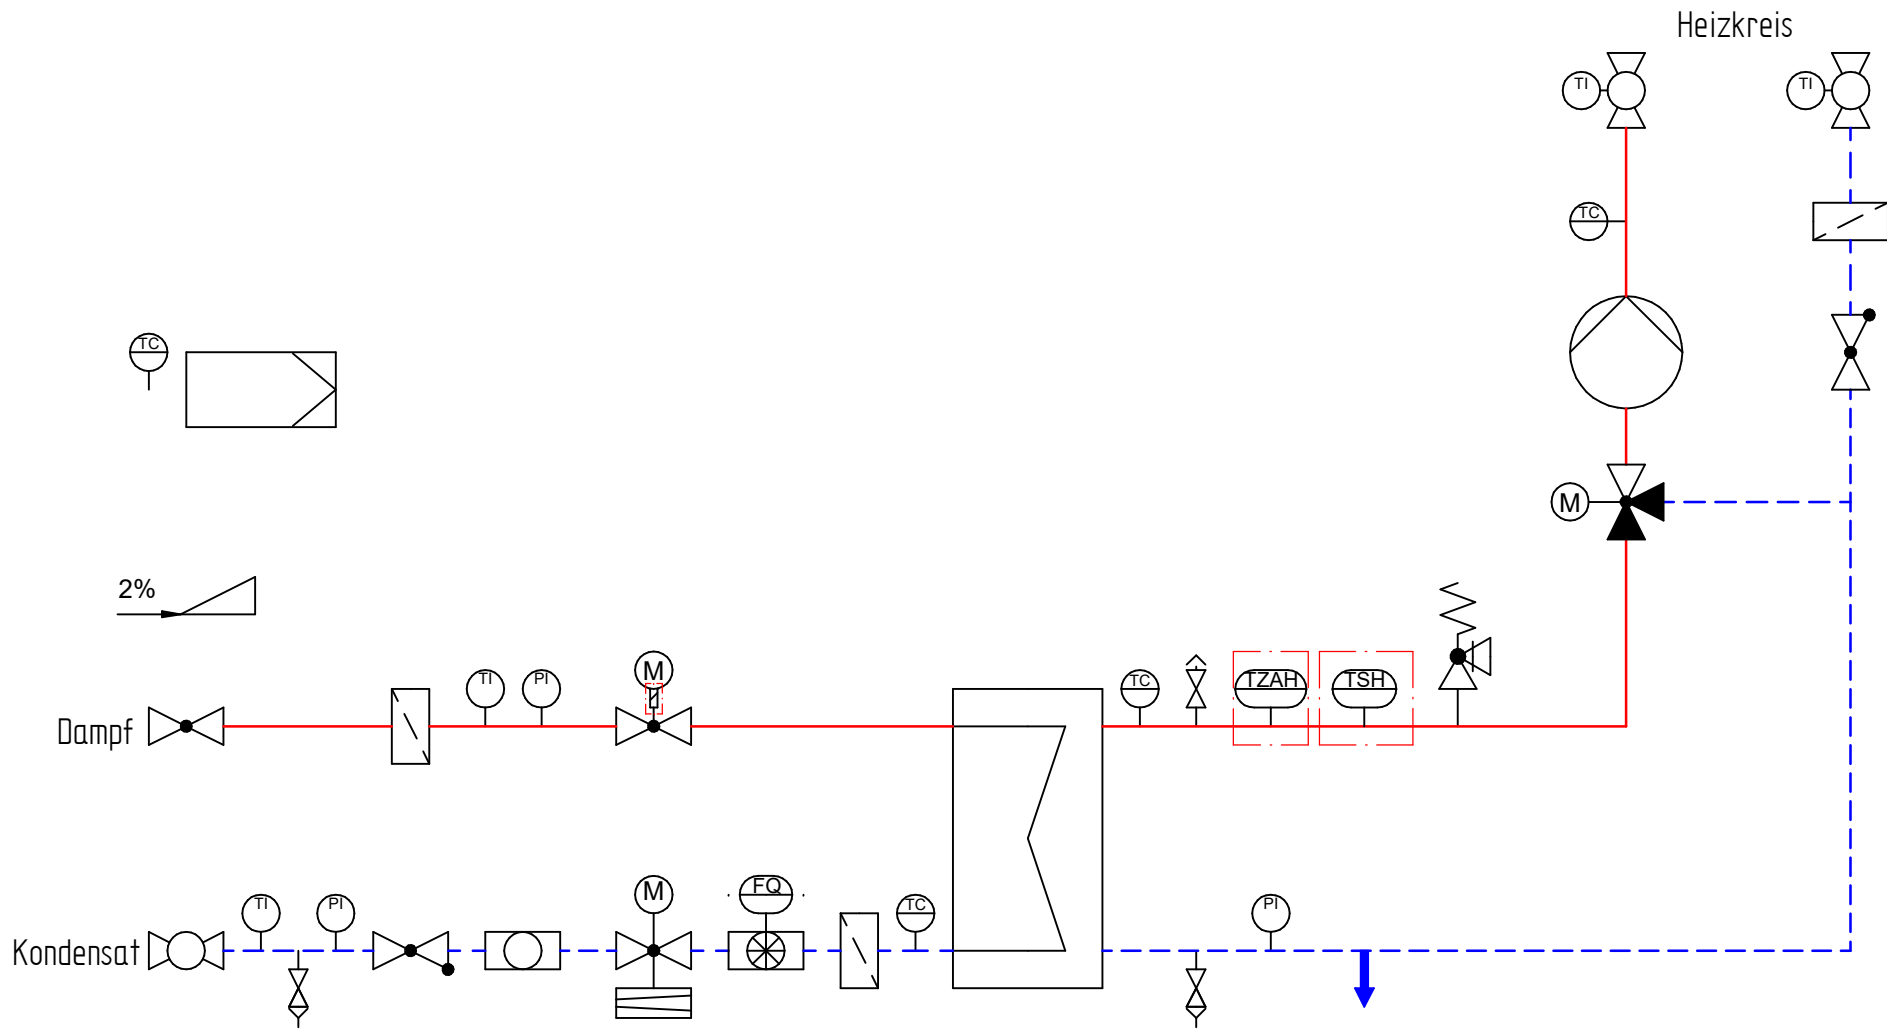 Heizkreis
TI
TI
TC
TC
M
2%
M
TI
PI
TC
TZAH
TSH
Dampf
M
FQ
TI
PI
TC
PI
Kondensat